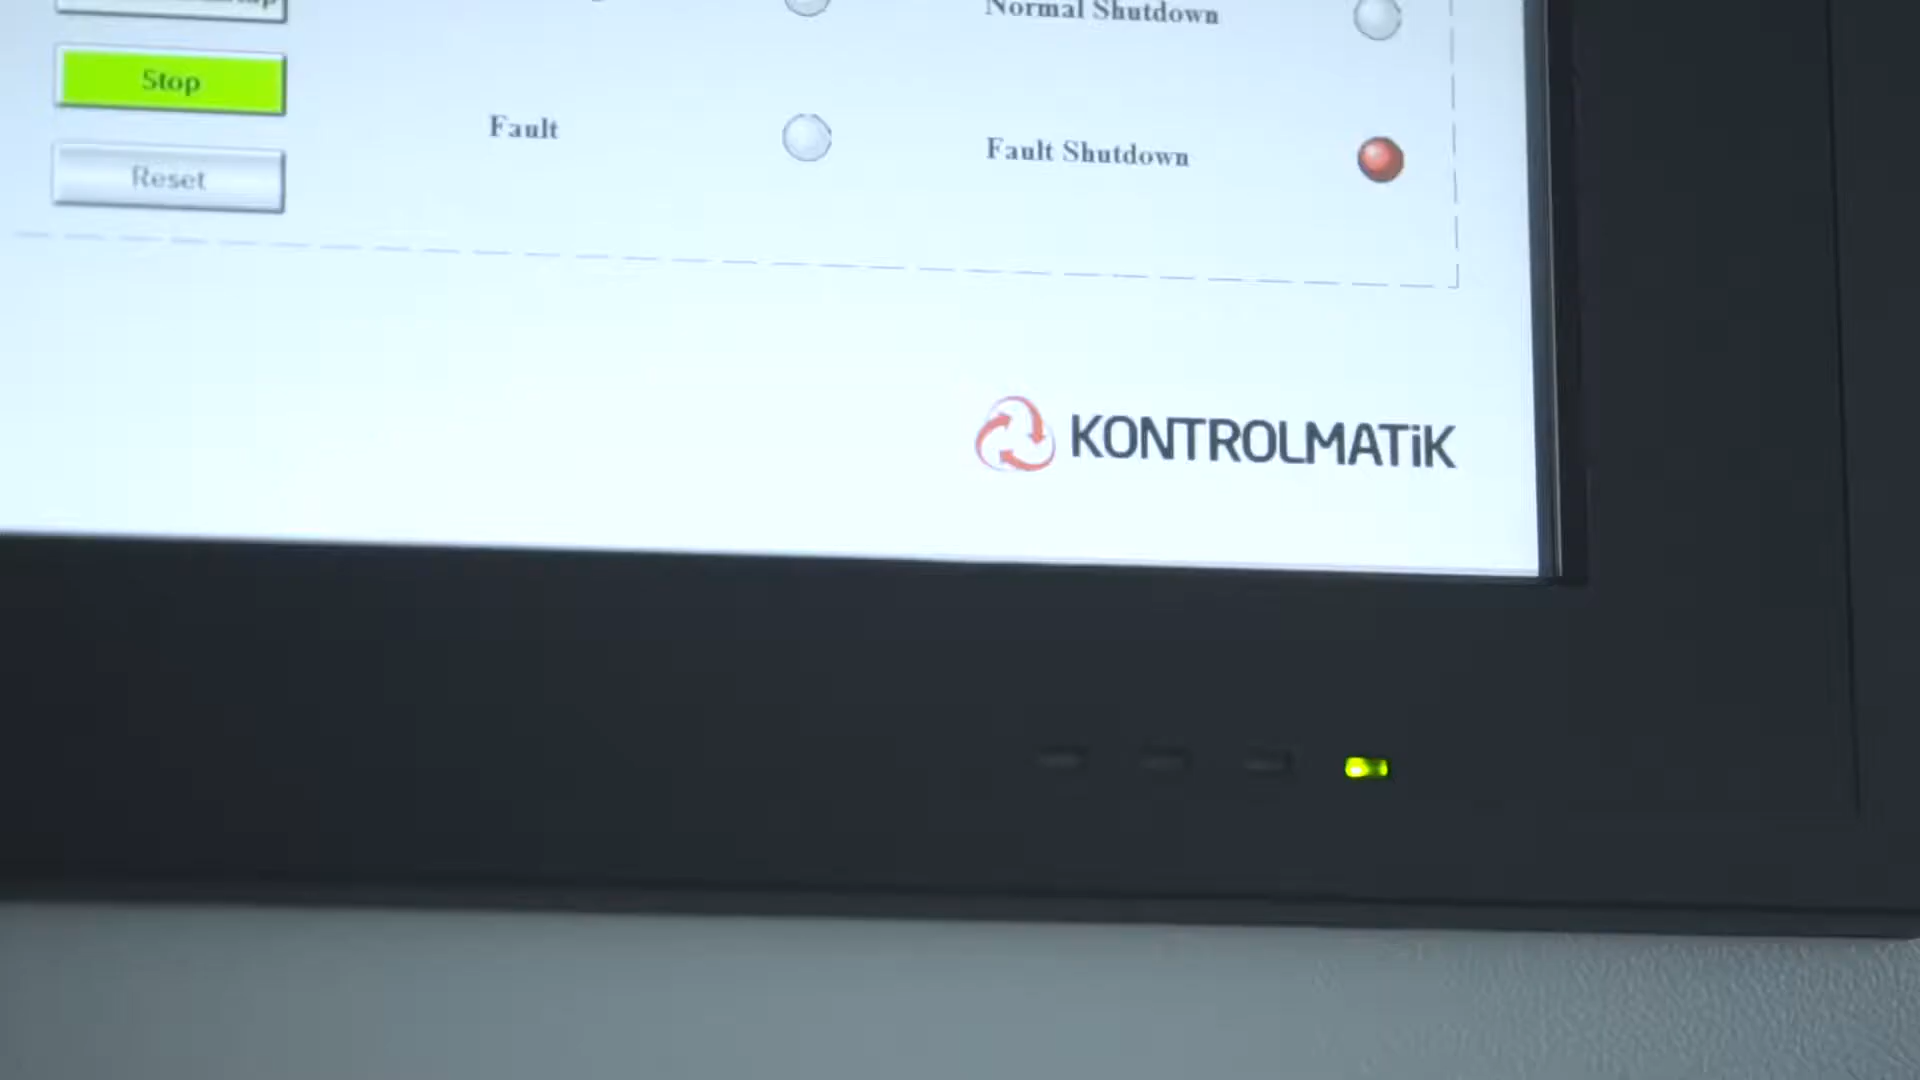 Normal Shutdown
Stop
Fault
Fault Shutdown
Reset
KONTROLMATiK